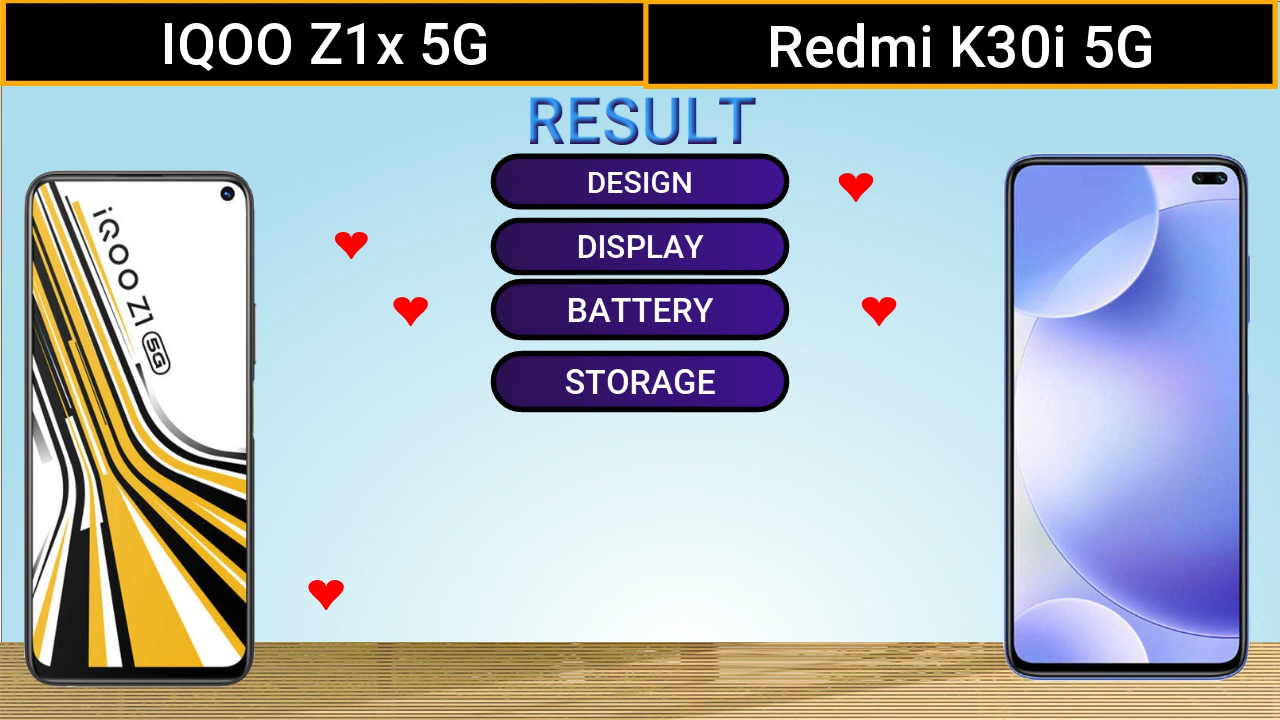 IQOO Z1x 5G
Redmi K30i 5G
RESULT
DESIGN
DISPLAY
BATTERY
STORAGE
iQOO Z1 5G